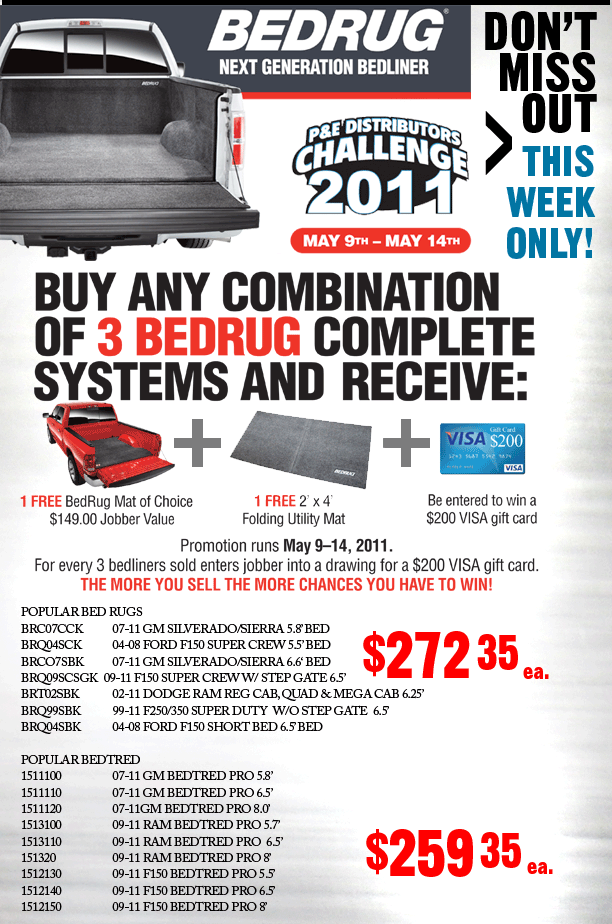 BEDRUG®
NEXT GENERATION BEDLINER
DON'T
MISS
OUT
> THIS
WEEK
ONLY!
BEDRUG
P&E DISTRIBUTORS
CHALLENGE
2011
MAY 9TH – MAY 14TH
BUY ANY COMBINATION
OF 3 BEDRUG COMPLETE
SYSTEMS AND RECEIVE:
+
BEDRUG
+
Gift Card
VISA $200
VISA
1 FREE BedRug Mat of Choice
$149.00 Jobber Value
1 FREE 2' x 4'
Folding Utility Mat
Be entered to win a
$200 VISA gift card
Promotion runs May 9–14, 2011.
For every 3 bedliners sold enters jobber into a drawing for a $200 VISA gift card.
THE MORE YOU SELL THE MORE CHANCES YOU HAVE TO WIN!
POPULAR BED RUGS
BRC07CCK 07-11 GM SILVERADO/SIERRA 5.8' BED
BRQ04SCK 04-08 FORD F150 SUPER CREW 5.5' BED
BRCO7SBK 07-11 GM SILVERADO/SIERRA 6.6' BED
BRQ09SCSGK 09-11 F150 SUPER CREW W/ STEP GATE 6.5'
BRT02SBK 02-11 DODGE RAM REG CAB, QUAD & MEGA CAB 6.25'
BRQ99SBK 99-11 F250/350 SUPER DUTY W/O STEP GATE 6.5'
BRQ04SBK 04-08 FORD F150 SHORT BED 6.5' BED
$272 35 ea.
POPULAR BEDTRED
1511100 07-11 GM BEDTRED PRO 5.8'
1511110 07-11 GM BEDTRED PRO 6.5'
1511120 07-11GM BEDTRED PRO 8.0'
1513100 09-11 RAM BEDTRED PRO 5.7'
1513110 09-11 RAM BEDTRED PRO 6.5'
151320 09-11 RAM BEDTRED PRO 8'
1512130 09-11 F150 BEDTRED PRO 5.5'
1512140 09-11 F150 BEDTRED PRO 6.5'
1512150 09-11 F150 BEDTRED PRO 8'
$259 35 ea.